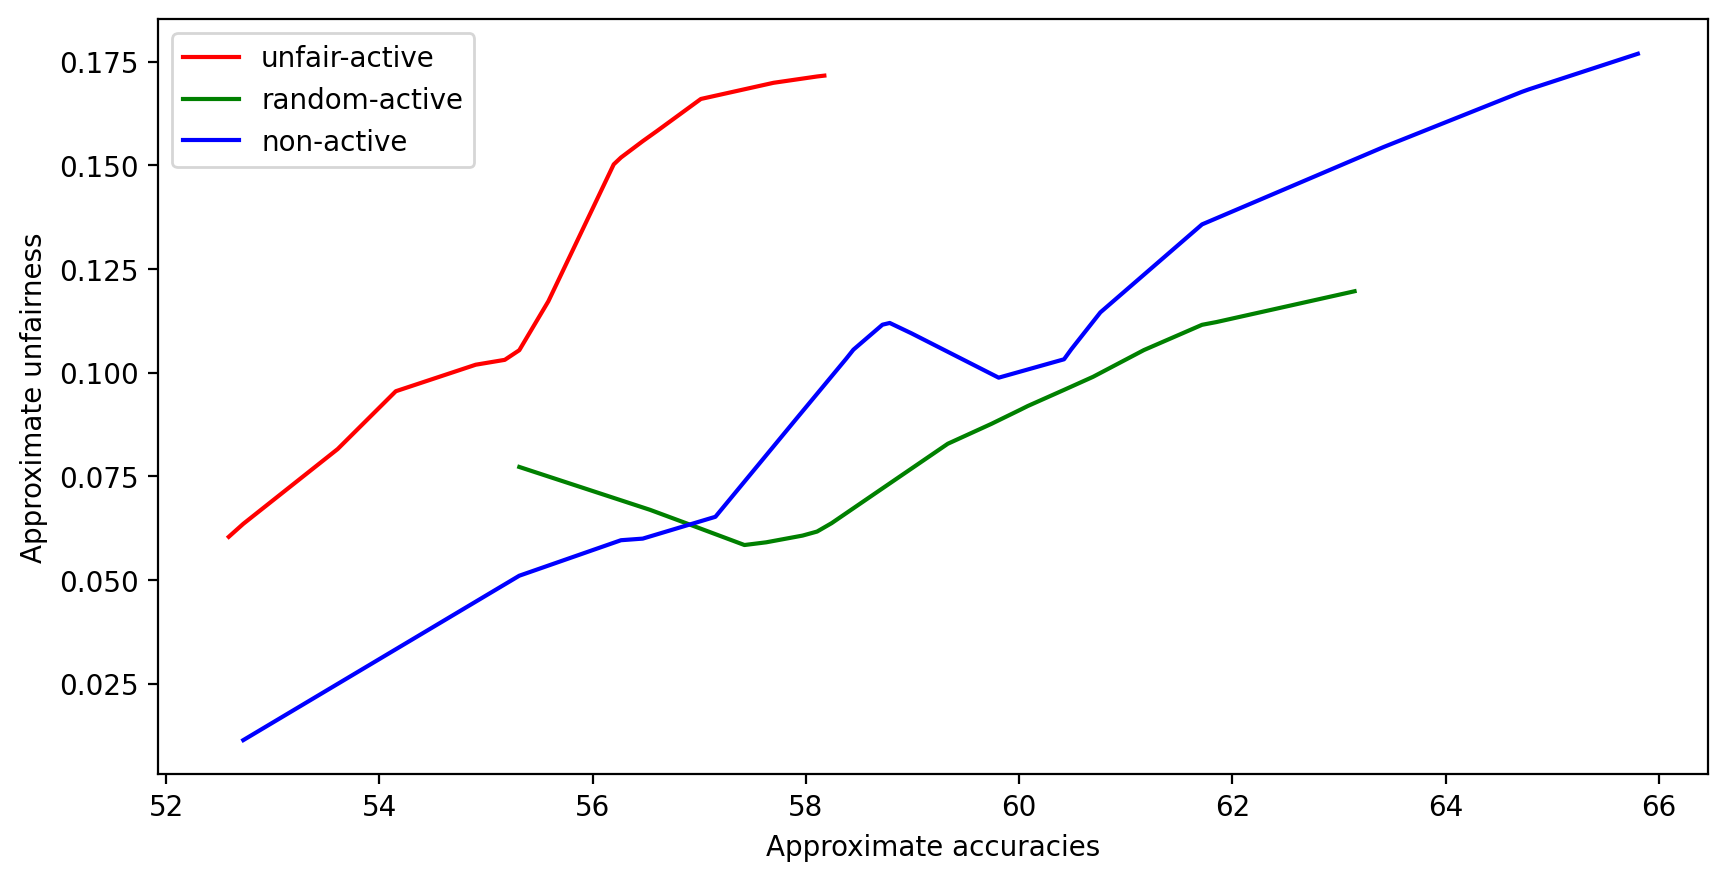 unfair-active
random-active
non-active
0.175
0.150
0.125
0.100
0.075
0.050
0.025
Approximate unfairness
52 54 56 58 60 62 64 66
Approximate accuracies